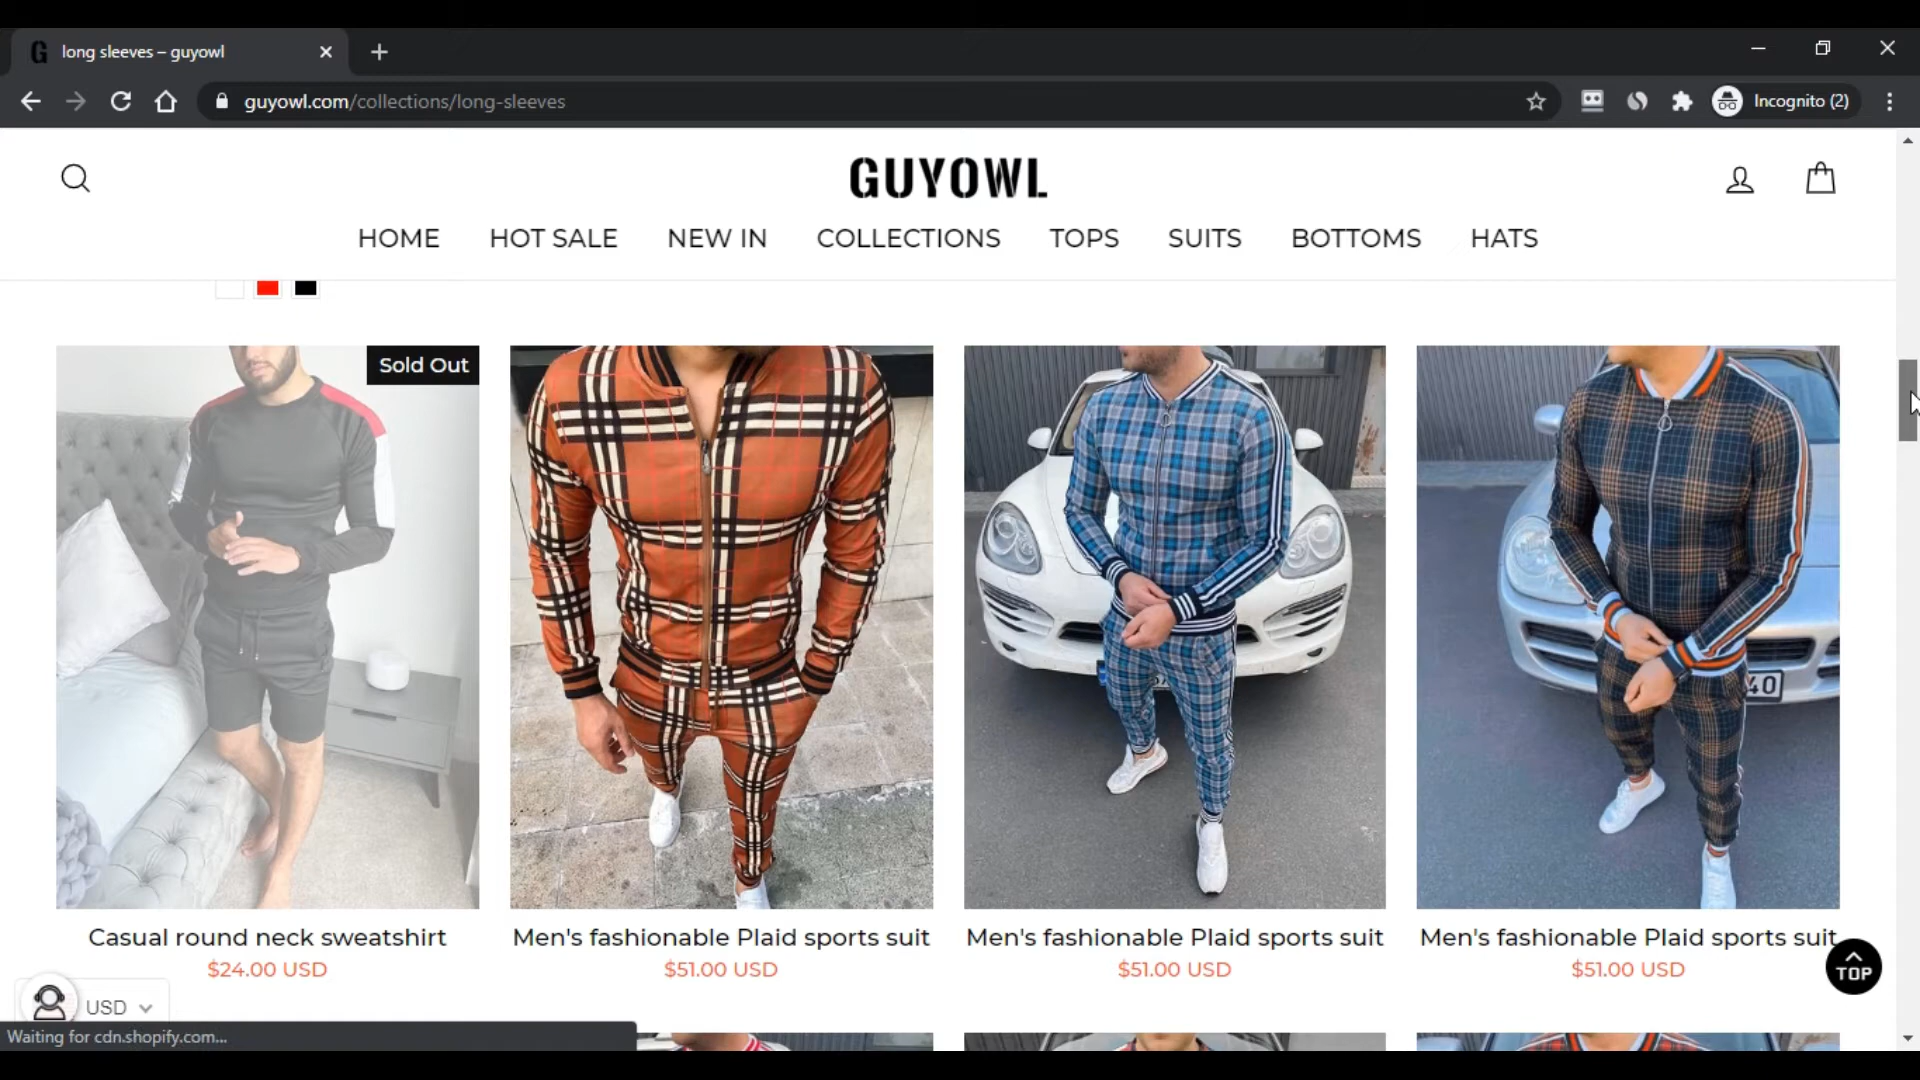 long sleeves – guyowl
guyowl.com/collections/long-sleeves
Incognito (2)
GUYOWL
HOME HOT SALE NEW IN COLLECTIONS TOPS SUITS BOTTOMS HATS
Sold Out
40
Casual round neck sweatshirt
$24.00 USD
Men's fashionable Plaid sports suit
$51.00 USD
Men's fashionable Plaid sports suit
$51.00 USD
Men's fashionable Plaid sports suit
$51.00 USD
TOP
USD
Waiting for cdn.shopify.com...